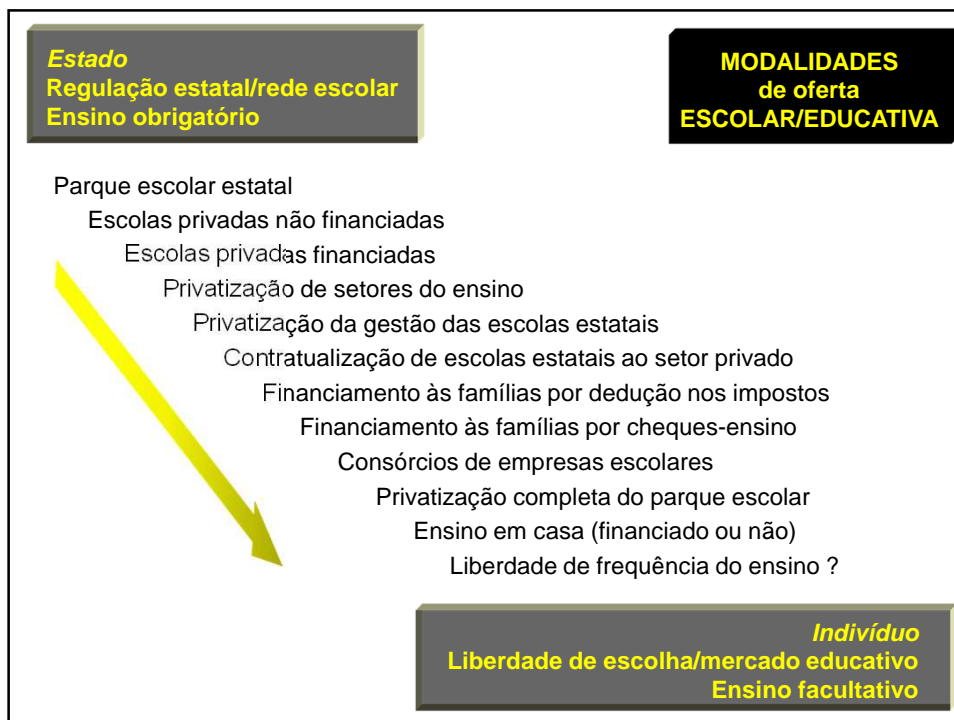 Estado
Regulação estatal/rede escolar
Ensino obrigatório
MODALIDADES
de oferta
ESCOLAR/EDUCATIVA
Parque escolar estatal
Escolas privadas não financiadas
Escolas privadas financiadas
Privatização de setores do ensino
Privatização da gestão das escolas estatais
Contratualização de escolas estatais ao setor privado
Financiamento às famílias por dedução nos impostos
Financiamento às famílias por cheques-ensino
Consórcios de empresas escolares
Privatização completa do parque escolar
Ensino em casa (financiado ou não)
Liberdade de frequência do ensino ?
Indivíduo
Liberdade de escolha/mercado educativo
Ensino facultativo